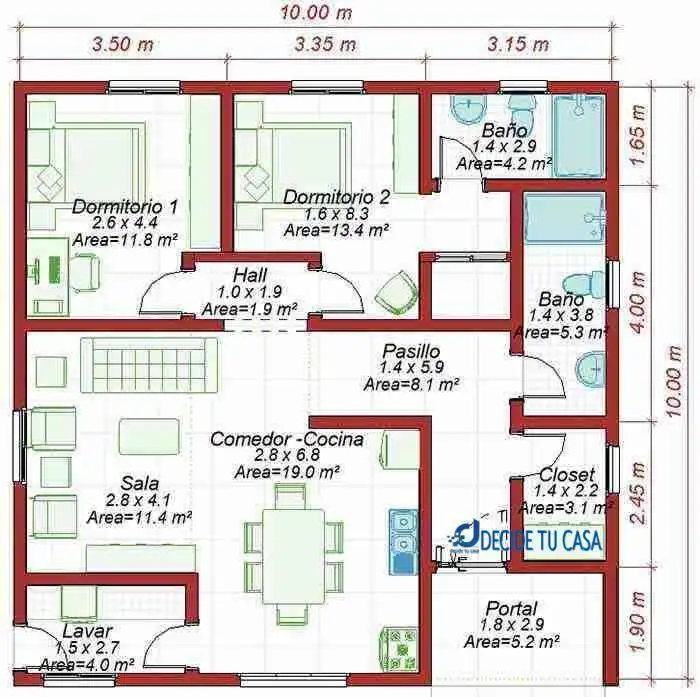 10.00 m
3.50 m
3.35 m
3.15 m
Baño
1.4 x 2.9
Area=4.2 m²
1.65 m
Dormitorio 1
2.6 x 4.4
Area=11.8 m²
Dormitorio 2
1.6 x 8.3
Area=13.4 m²
Hall
1.0 x 1.9
Area=1.9 m²
Baño
1.4 x 3.8
Area=5.3 m²
4.00 m
10.00 m
Pasillo
1.4 x 5.9
Area=8.1 m²
Comedor -Cocina
2.8 x 6.8
Area=19.0 m²
Sala
2.8 x 4.1
Area=11.4 m²
Closet
1.4 x 2.2
Area=3.1 m²
2.45 m
DECIDE TU CASA
decide tu casa
Portal
1.8 x 2.9
Area=5.2 m²
1.90 m
Lavar
1.5 x 2.7
Area=4.0 m²